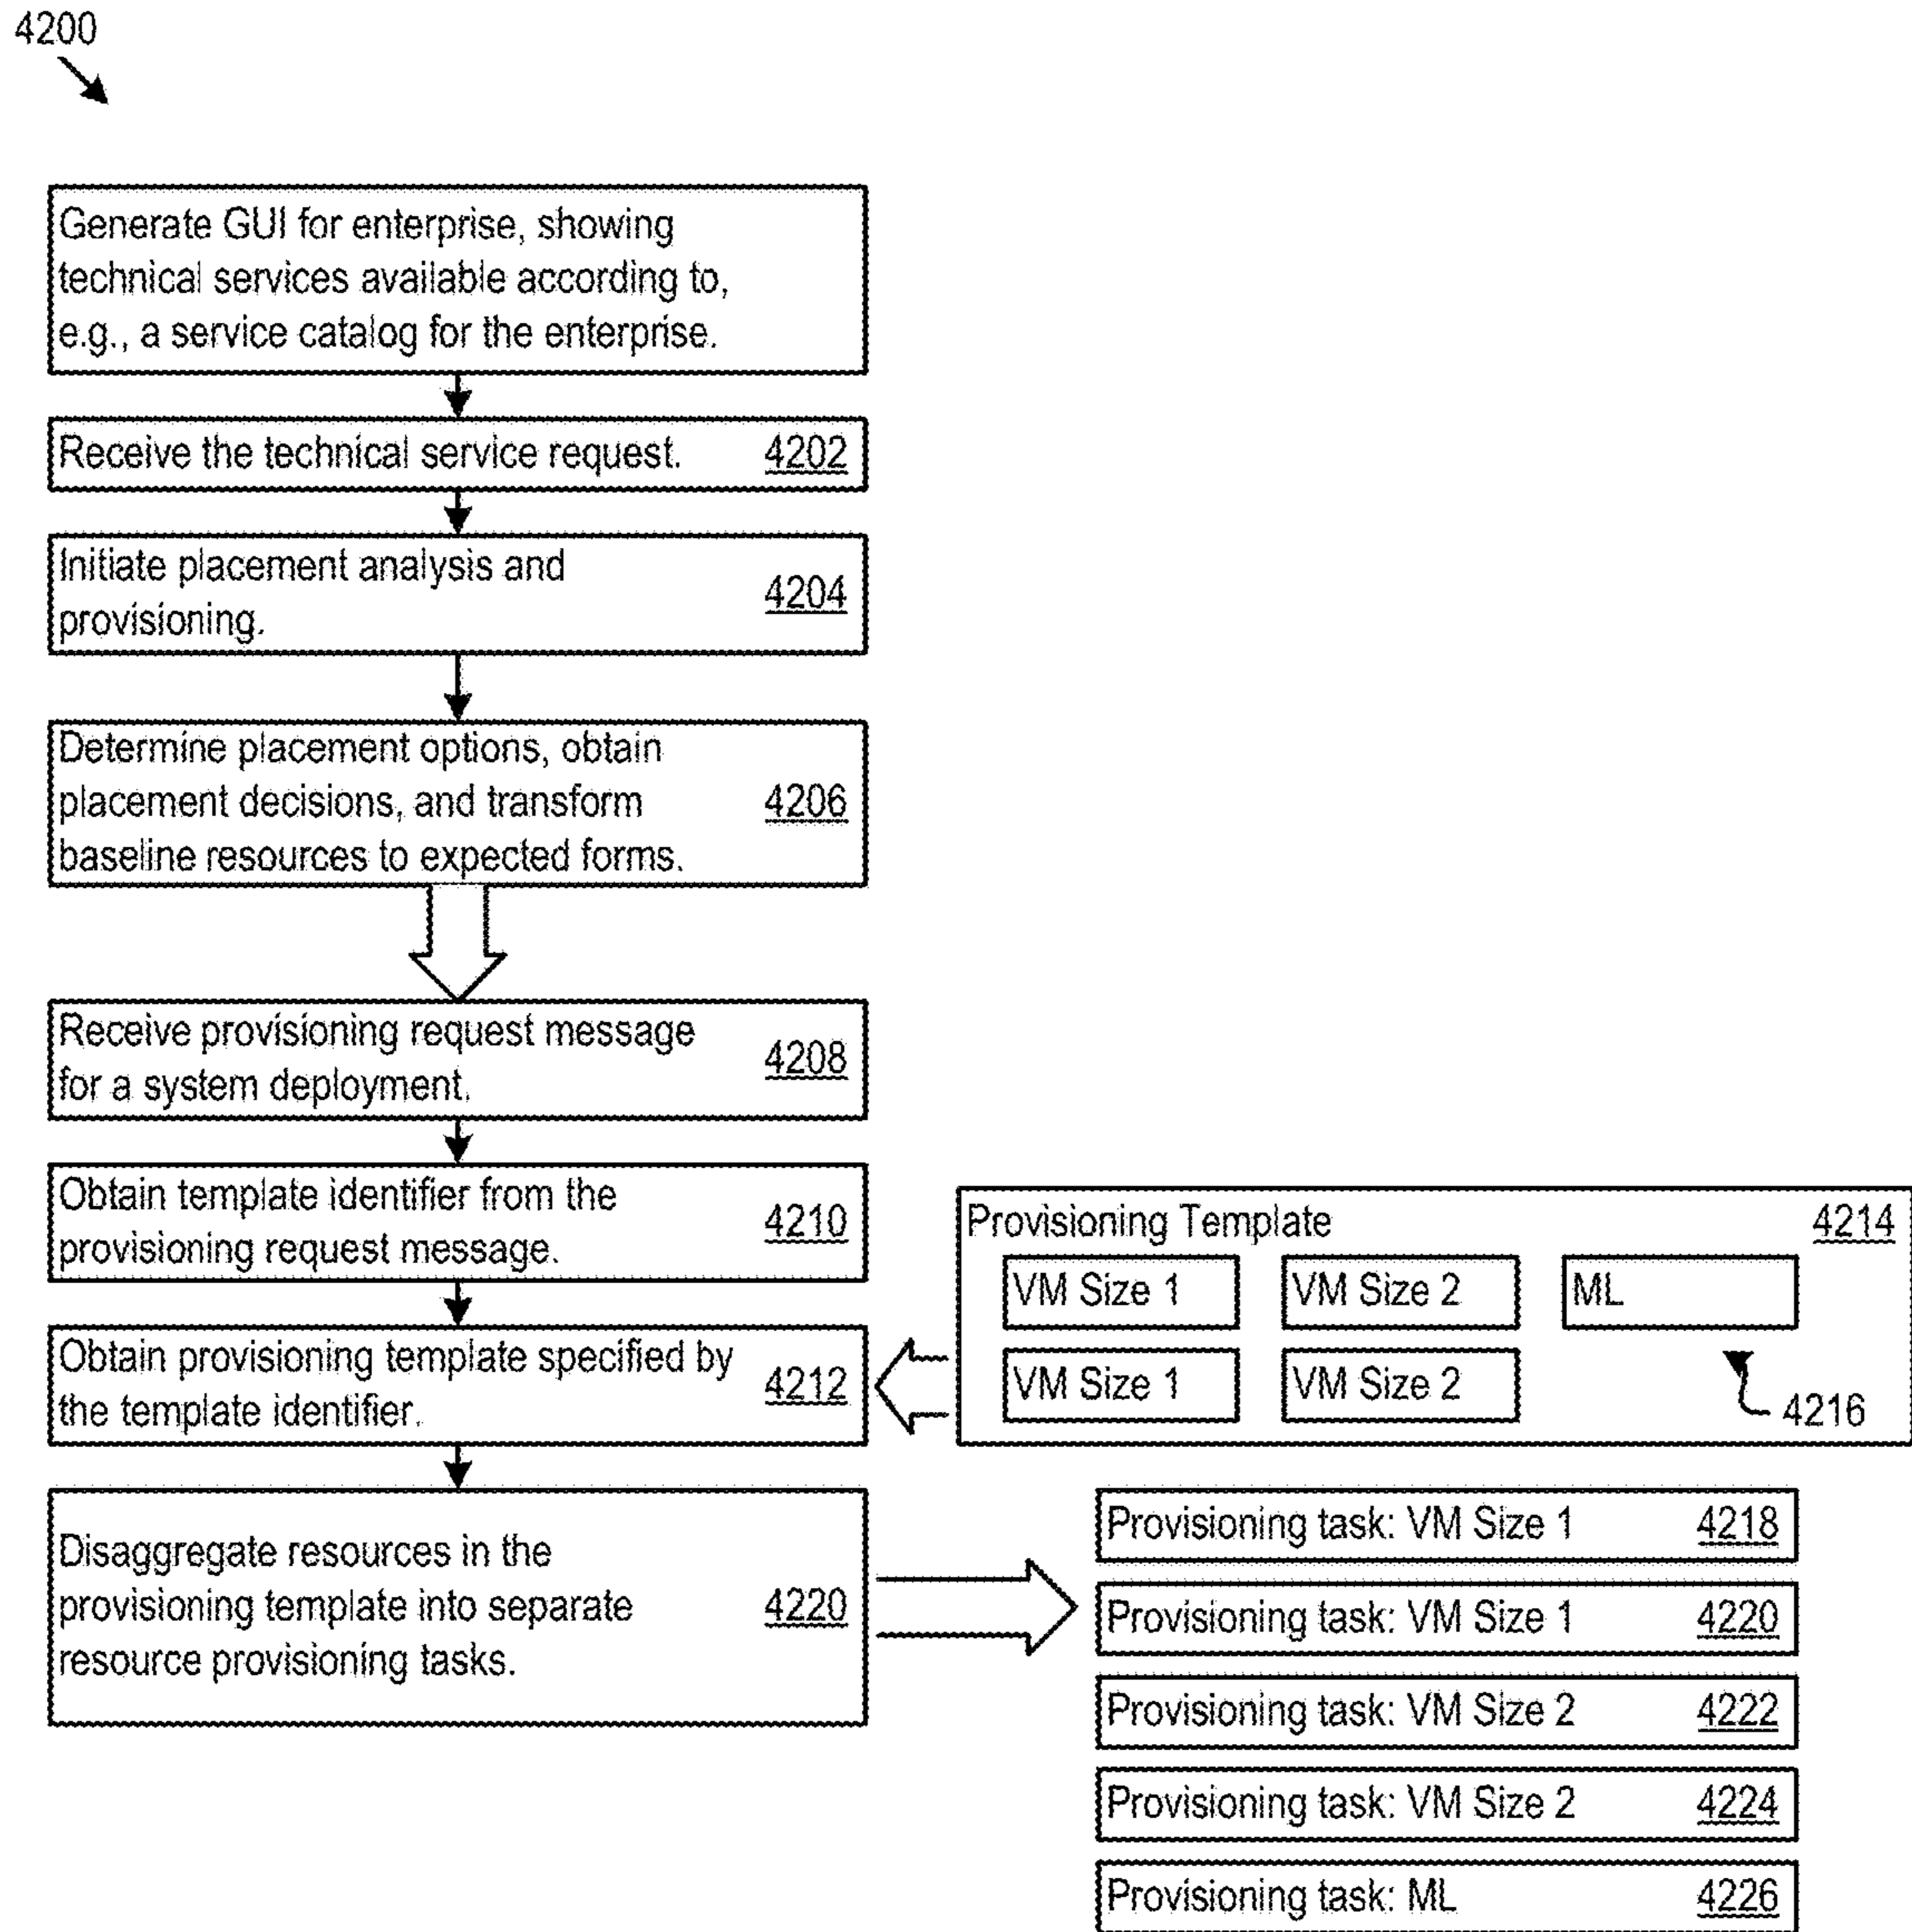 4200
Generate GUI for enterprise, showing
technical services available according to,
e.g., a service catalog for the enterprise.
Receive the technical service request. 4202
Initiate placement analysis and
provisioning. 4204
Determine placement options, obtain
placement decisions, and transform 4206
baseline resources to expected forms.
Receive provisioning request message
for a system deployment. 4208
Obtain template identifier from the
provisioning request message. 4210
Obtain provisioning template specified by
the template identifier. 4212
Provisioning Template 4214
VM Size 1 VM Size 2 ML
VM Size 1 VM Size 2
4216
Disaggregate resources in the
provisioning template into separate 4220
resource provisioning tasks.
Provisioning task: VM Size 1 4218
Provisioning task: VM Size 1 4220
Provisioning task: VM Size 2 4222
Provisioning task: VM Size 2 4224
Provisioning task: ML 4226